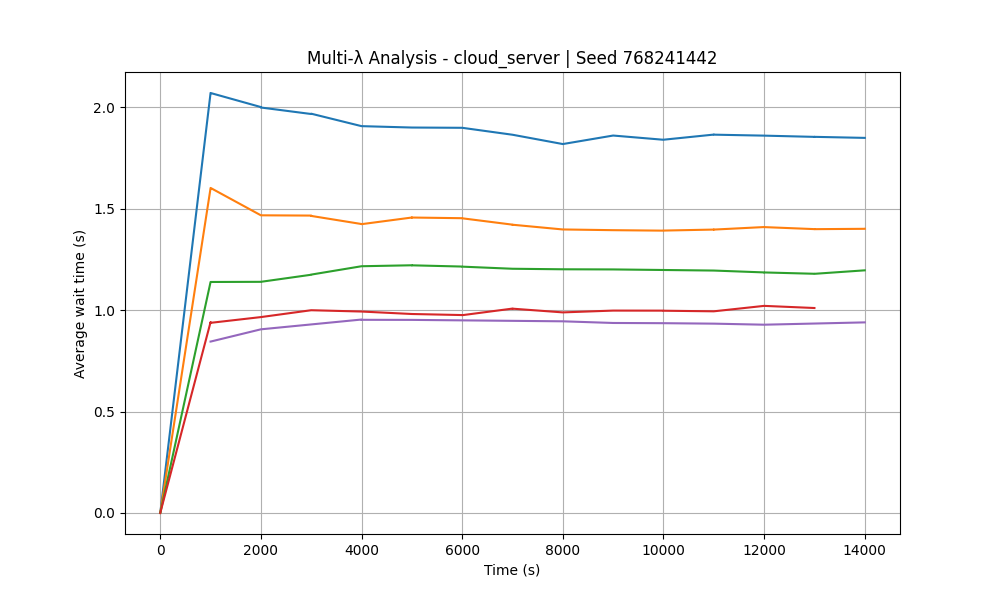 Multi-λ Analysis - cloud_server | Seed 768241442
Average wait time (s)
2.0
1.5
1.0
0.5
0.0
0 2000 4000 6000 8000 10000 12000 14000
Time (s)